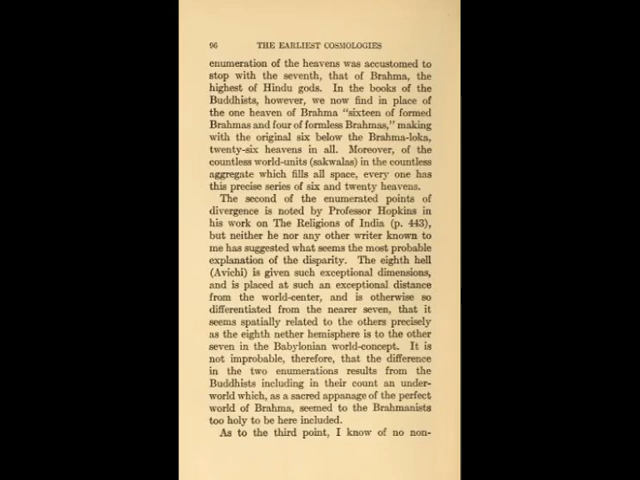 96 THE EARLIEST COSMOLOGIES
enumeration of the heavens was accustomed to
stop with the seventh, that of Brahma, the
highest of Hindu gods. In the books of the
Buddhists, however, we now find in place of
the one heaven of Brahma "sixteen of formed
Brahmas and four of formless Brahmas," making
with the original six below the Brahma-loka,
twenty-six heavens in all. Moreover, of the
countless world-units (sakwalas) in the countless
aggregate which fills all space, every one has
this precise series of six and twenty heavens.
The second of the enumerated points of
divergence is noted by Professor Hopkins in
his work on The Religions of India (p. 443),
but neither he nor any other writer known to
me has suggested what seems the most probable
explanation of the disparity. The eighth hell
(Avichi) is given such exceptional dimensions,
and is placed at such an exceptional distance
from the world-center, and is otherwise so
differentiated from the nearer seven, that it
seems spatially related to the others precisely
as the eighth nether hemisphere is to the other
seven in the Babylonian world-concept. It is
not improbable, therefore, that the difference
in the two enumerations results from the
Buddhists including in their count an under-
world which, as a sacred appanage of the perfect
world of Brahma, seemed to the Brahmanists
too holy to be here included.
As to the third point, I know of no non-